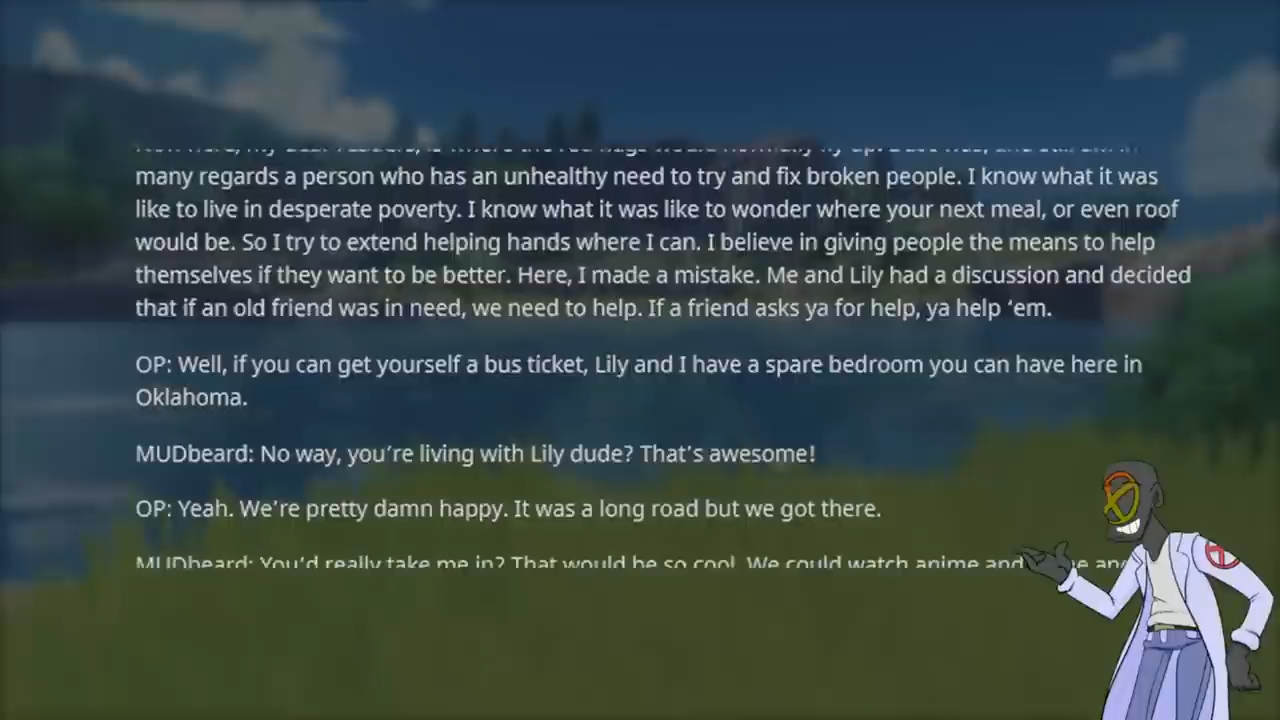 many regards a person who has an unhealthy need to try and fix broken people. I know what it was
like to live in desperate poverty. I know what it was like to wonder where your next meal, or even roof
would be. So I try to extend helping hands where I can. I believe in giving people the means to help
themselves if they want to be better. Here, I made a mistake. Me and Lily had a discussion and decided
that if an old friend was in need, we need to help. If a friend asks ya for help, ya help ‘em.
OP: Well, if you can get yourself a bus ticket, Lily and I have a spare bedroom you can have here in
Oklahoma.
MUDbeard: No way, you’re living with Lily dude? That’s awesome!
OP: Yeah. We’re pretty damn happy. It was a long road but we got there.
MUDbeard: You’d really take me in? That would be so cool. We could watch anime and